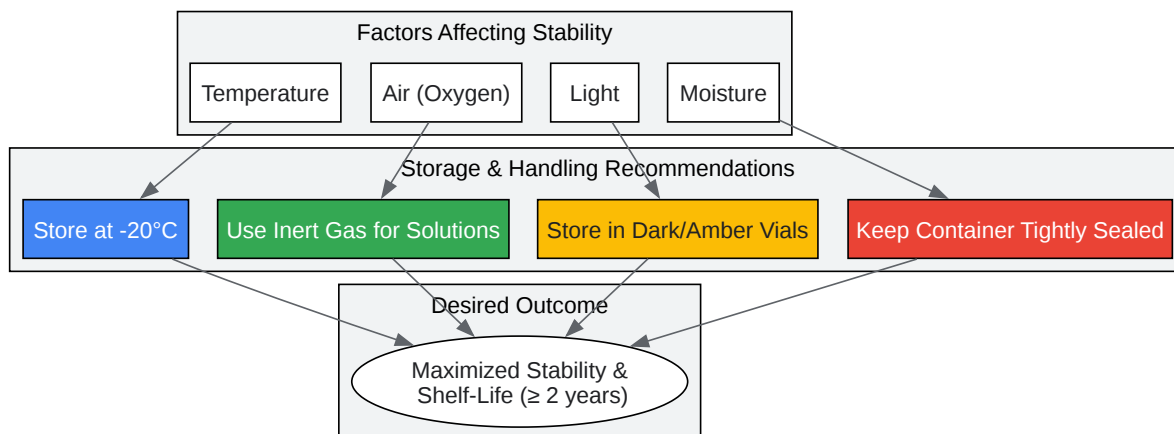 Factors Affecting Stability
Temperature
Air (Oxygen)
Light
Moisture
Storage & Handling Recommendations
Store at -20°C
Use Inert Gas for Solutions
Store in Dark/Amber Vials
Keep Container Tightly Sealed
Desired Outcome
Maximized Stability &
Shelf-Life (≥ 2 years)